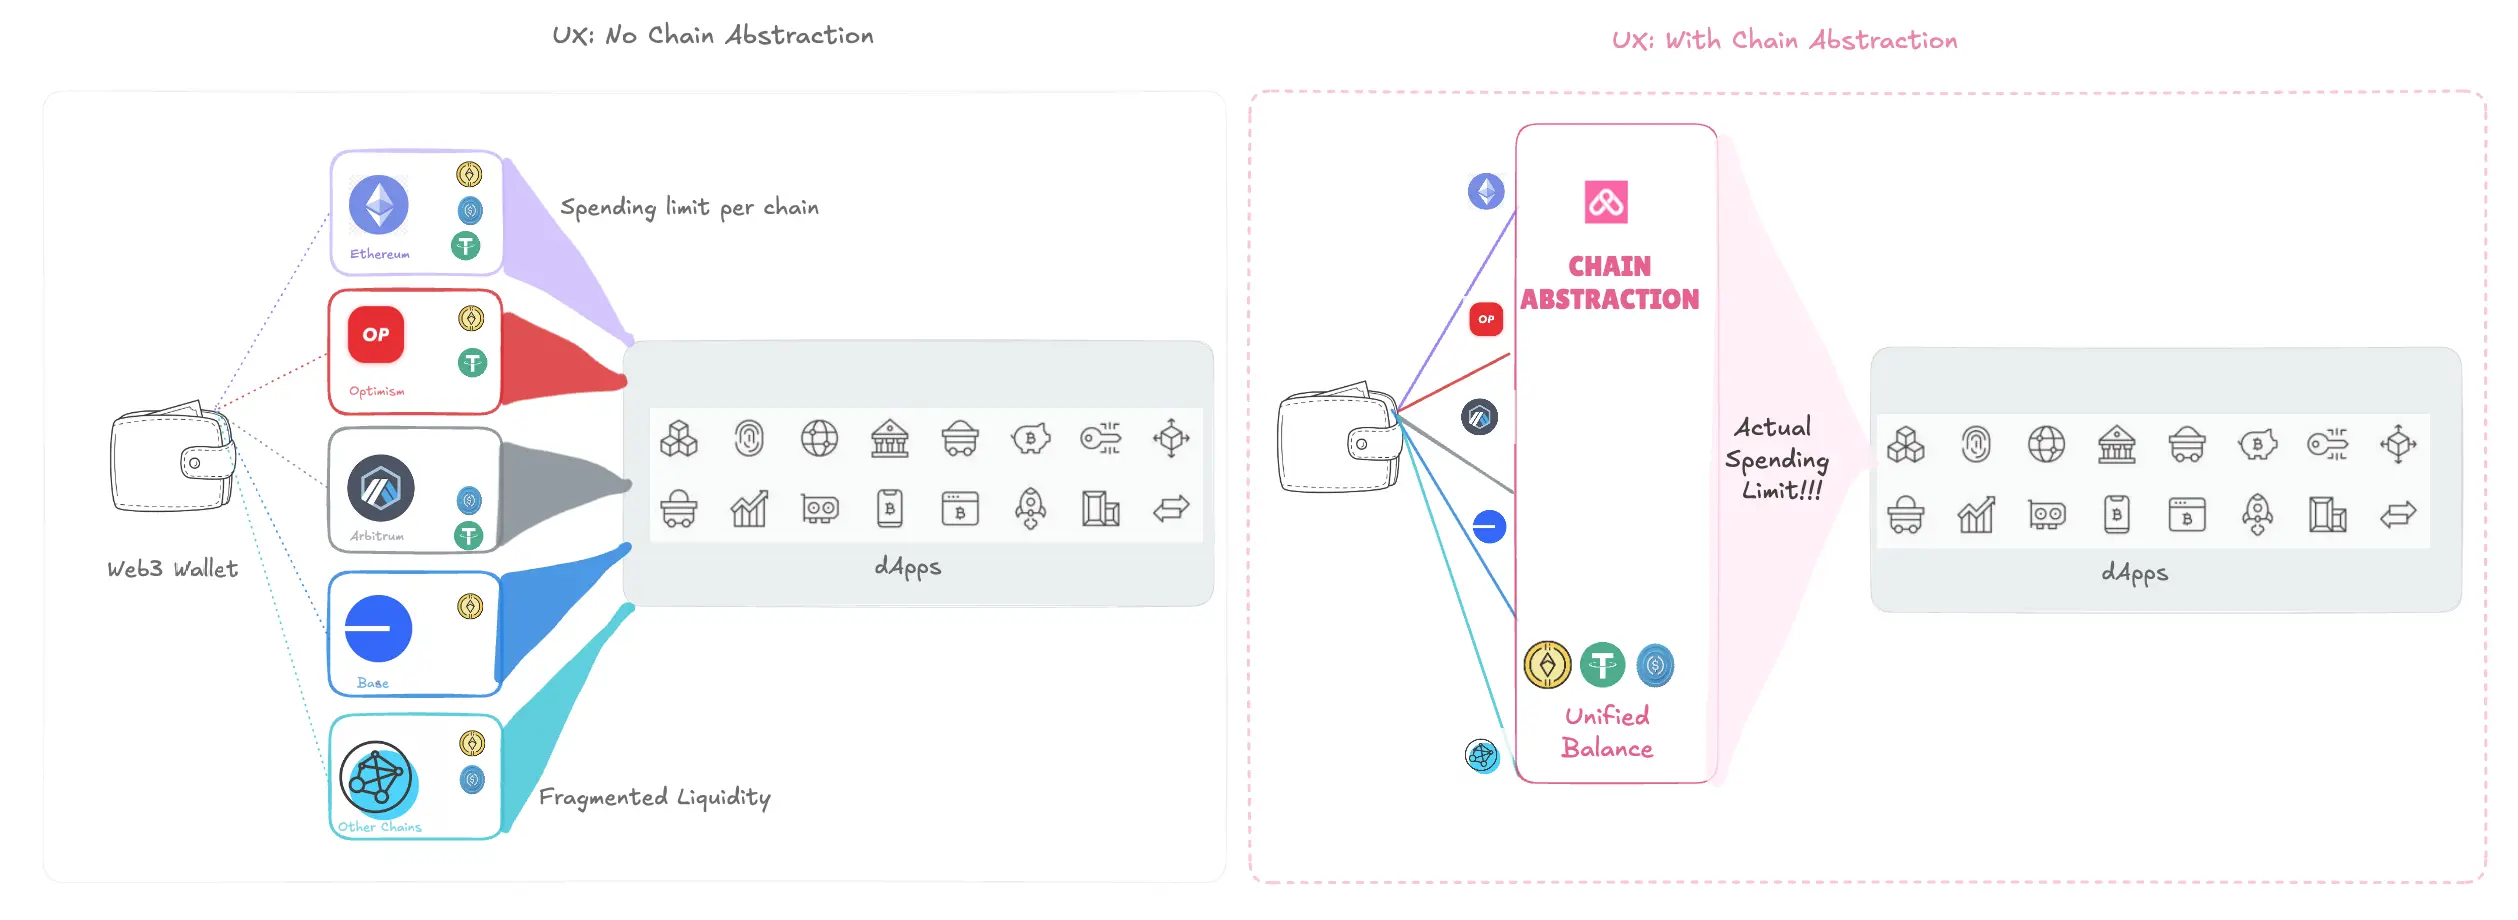 UX: No Chain Abstraction
Spending limit per chain
Ethereum
OP
Optimism
Arbitrum
Web3 Wallet
Base
Other Chains
dApps
Fragmented Liquidity
UX: With Chain Abstraction
CHAIN
ABSTRACTION
OP
Actual
Spending
Limit!!!
Unified
Balance
dApps